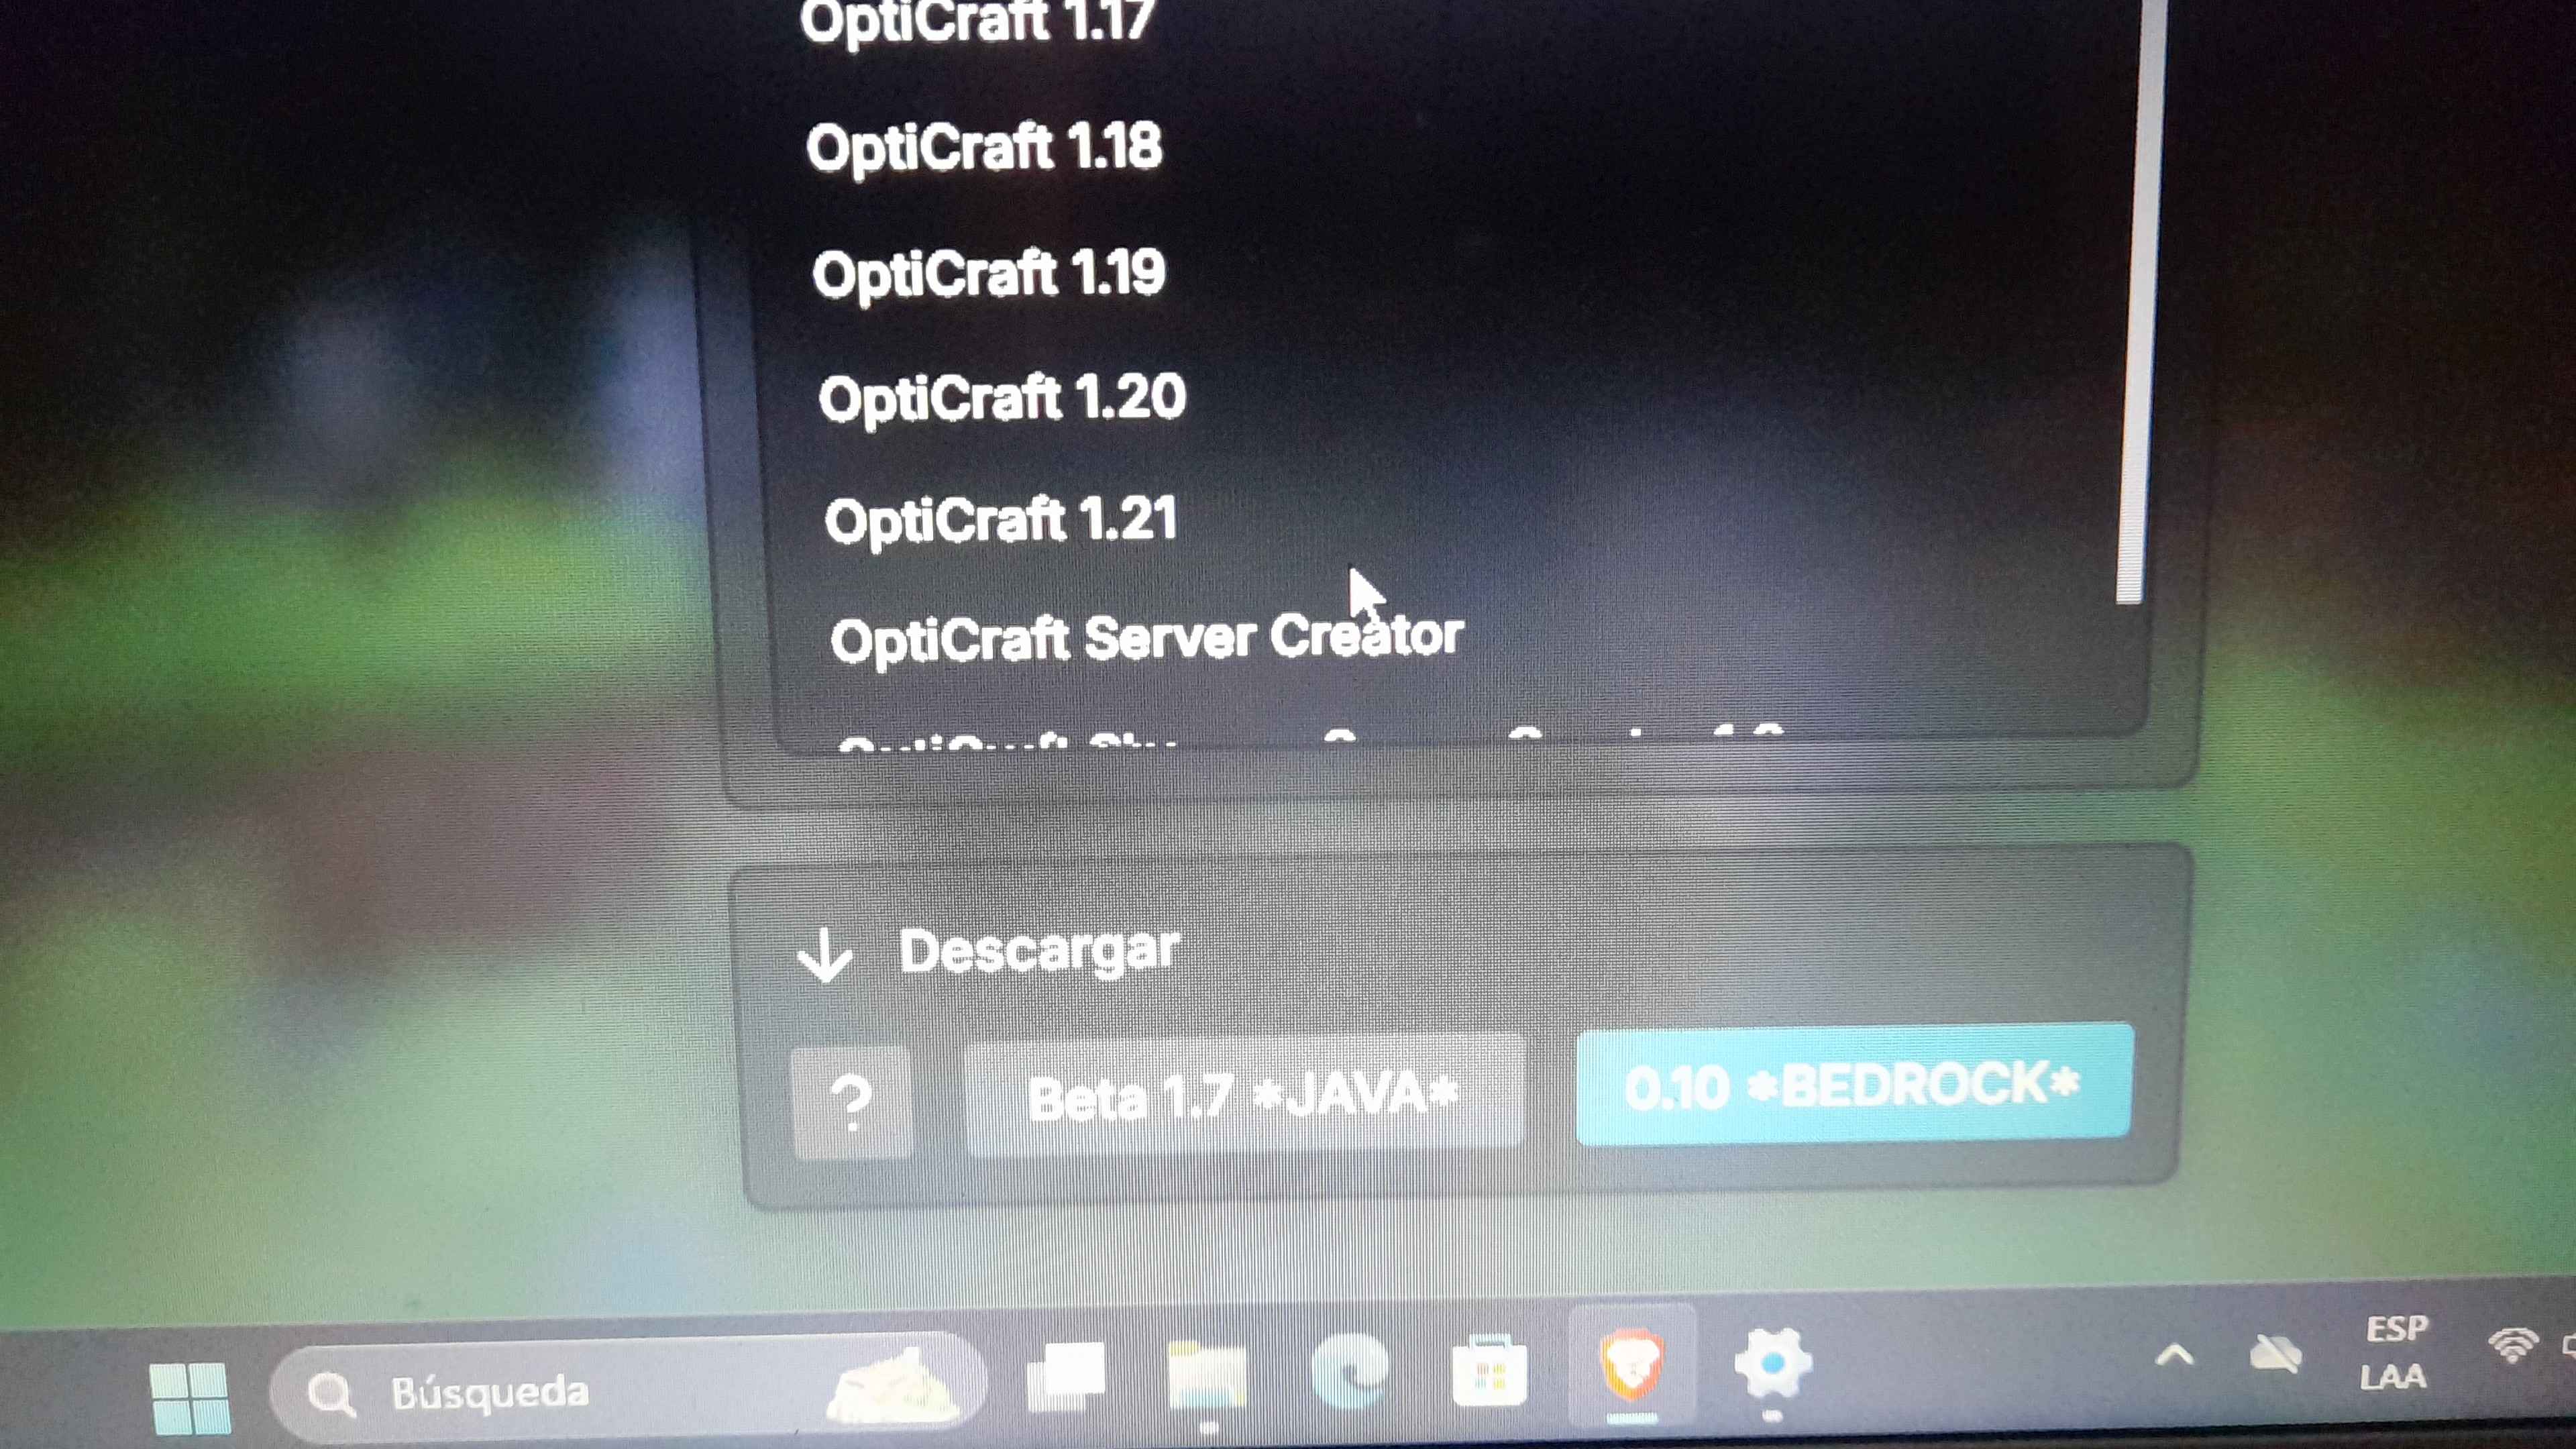 OptiCraft 1.17
OptiCraft 1.18
OptiCraft 1.19
OptiCraft 1.20
OptiCraft 1.21
OptiCraft Server Creator
Descargar
?
Beta 1.7 *JAVA*
0.10 *BEDROCK*
Búsqueda
ESP
LAA